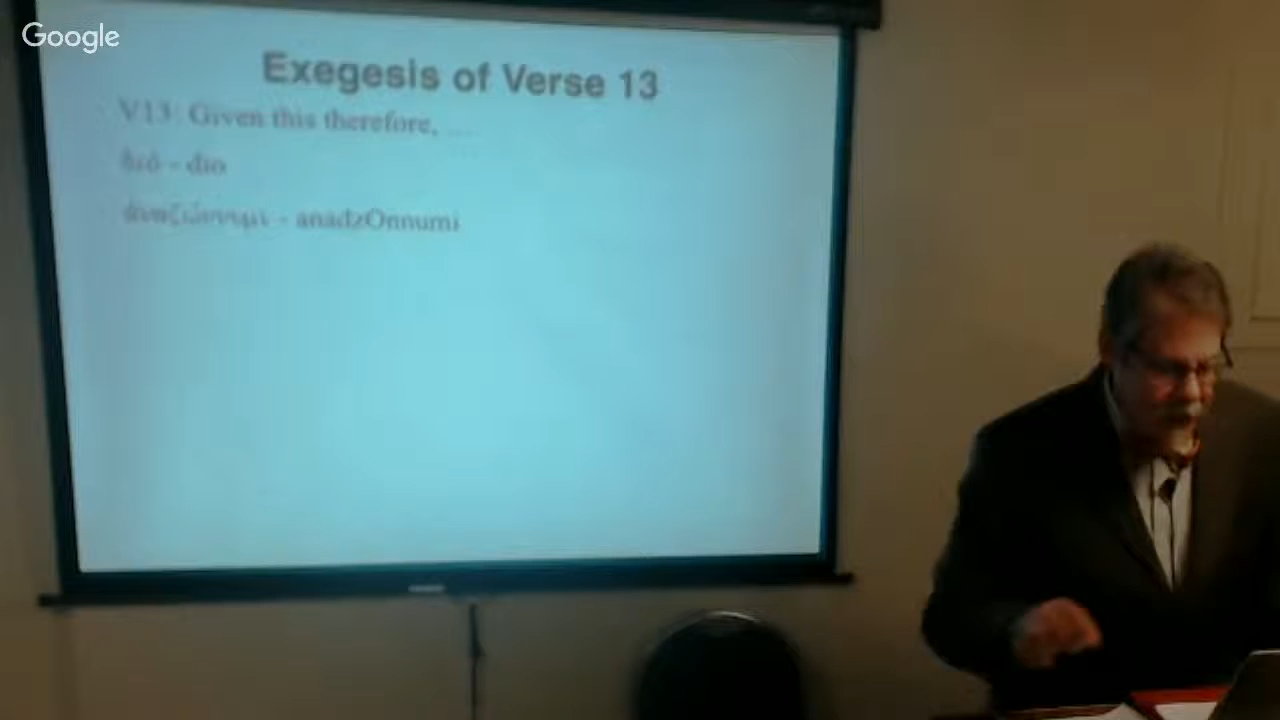 Google
Exegesis of Verse 13
V13: Given this therefore, ....
διό - dio
ἀναζώννυμι - anadzOnnumi